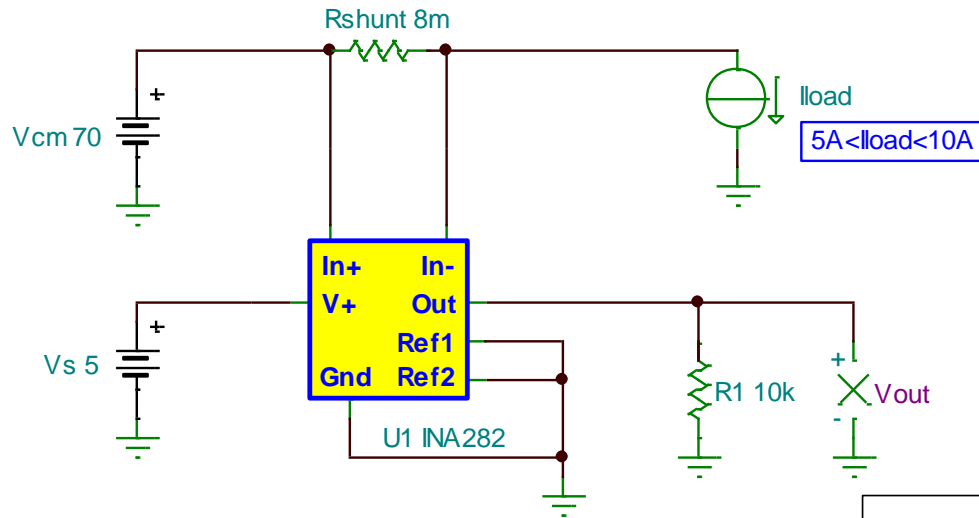 Rshunt 8m
Vcm 70
+
Iload
5A<Iload<10A
In+ In-
V+ Out
Ref1
Gnd Ref2
Vs 5
+
U1 INA282
R1 10k
+
Vout
-